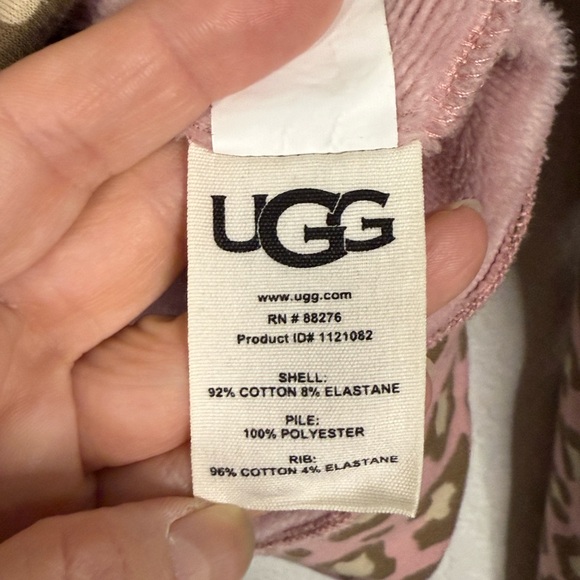 UGG
www.ugg.com
RN # 88276
Product ID# 1121082
SHELL:
92% COTTON 8% ELASTANE
PILE:
100% POLYESTER
RIB:
96% COTTON 4% ELASTANE